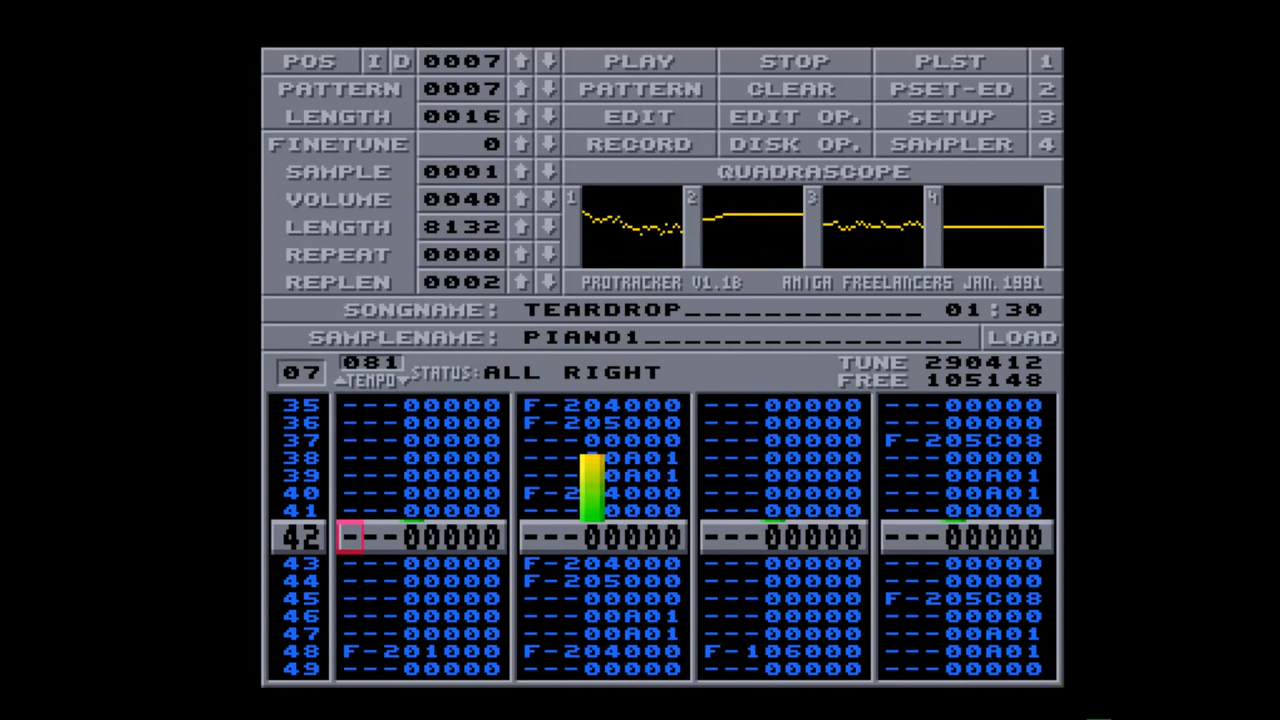 POS I D 0007 PLAY STOP PLST 1
PATTERN 0007 PATTERN CLEAR PSET-ED 2
LENGTH 0016 EDIT EDIT OP. SETUP 3
FINETUNE 0 RECORD DISK OP. SAMPLER 4
SAMPLE 0001 QUADRASCOPE
VOLUME 0040 1 2 3 4
LENGTH 8132
REPEAT 0000
REPLEN 0002 PROTRACKER V1.1B AMIGA FREELANCERS JAN. 1991
SONGNAME: TEARDROP____________ 01:30
SAMPLENAME: PIANO1________________ LOAD
07 081 TEMPO STATUS: ALL RIGHT TUNE 290412
FREE 105148
35 ---00000 F-204000 ---00000 ---00000
36 ---00000 F-205000 ---00000 ---00000
37 ---00000 ---00000 ---00000 F-205C08
38 ---00000 ---00A01 ---00000 ---00000
39 ---00000 ---00A01 ---00000 ---00A01
40 ---00000 F-204000 ---00000 ---00A01
41 ---00000 ---00000 ---00000 ---00000
42 ---00000 ---00000 ---00000 ---00000
43 ---00000 F-204000 ---00000 ---00000
44 ---00000 F-205000 ---00000 ---00000
45 ---00000 ---00000 ---00000 F-205C08
46 ---00000 ---00A01 ---00000 ---00000
47 ---00000 ---00A01 ---00000 ---00A01
48 F-201000 F-204000 F-106000 ---00A01
49 ---00000 ---00000 ---00000 ---00000